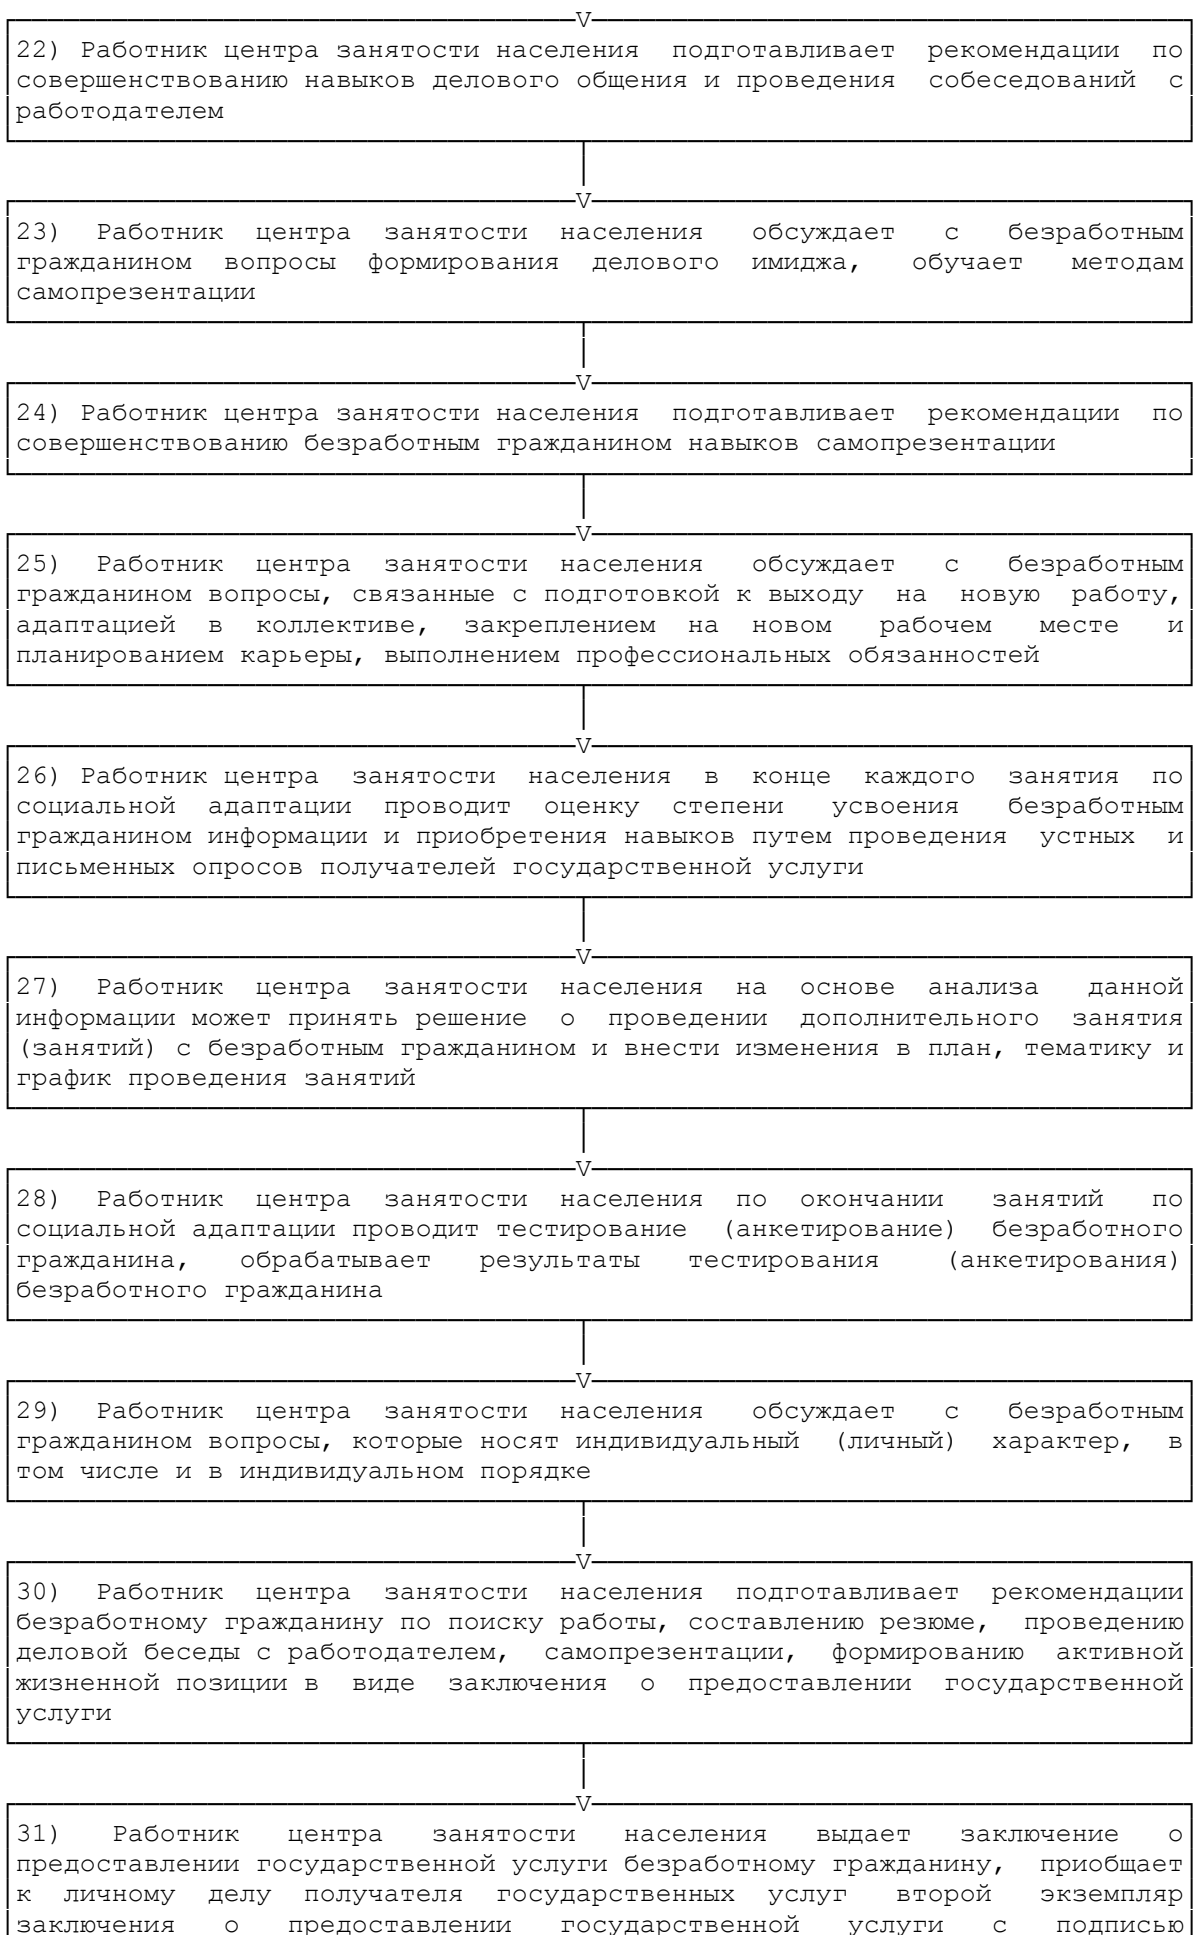 22) Работник центра занятости населения подготавливает рекомендации по
совершенствованию навыков делового общения и проведения собеседований с
работодателем
23) Работник центра занятости населения обсуждает с безработным
гражданином вопросы формирования делового имиджа, обучает методам
самопрезентации
24) Работник центра занятости населения подготавливает рекомендации по
совершенствованию безработным гражданином навыков самопрезентации
25) Работник центра занятости населения обсуждает с безработным
гражданином вопросы, связанные с подготовкой к выходу на новую работу,
адаптацией в коллективе, закреплением на новом рабочем месте и
планированием карьеры, выполнением профессиональных обязанностей
26) Работник центра занятости населения в конце каждого занятия по
социальной адаптации проводит оценку степени усвоения безработным
гражданином информации и приобретения навыков путем проведения устных и
письменных опросов получателей государственной услуги
27) Работник центра занятости населения на основе анализа данной
информации может принять решение о проведении дополнительного занятия
(занятий) с безработным гражданином и внести изменения в план, тематику и
график проведения занятий
28) Работник центра занятости населения по окончании занятий по
социальной адаптации проводит тестирование (анкетирование) безработного
гражданина, обрабатывает результаты тестирования (анкетирования)
безработного гражданина
29) Работник центра занятости населения обсуждает с безработным
гражданином вопросы, которые носят индивидуальный (личный) характер, в
том числе и в индивидуальном порядке
30) Работник центра занятости населения подготавливает рекомендации
безработному гражданину по поиску работы, составлению резюме, проведению
деловой беседы с работодателем, самопрезентации, формированию активной
жизненной позиции в виде заключения о предоставлении государственной
услуги
31) Работник центра занятости населения выдает заключение о
предоставлении государственной услуги безработному гражданину, приобщает
к личному делу получателя государственных услуг второй экземпляр
заключения о предоставлении государственной услуги с подписью